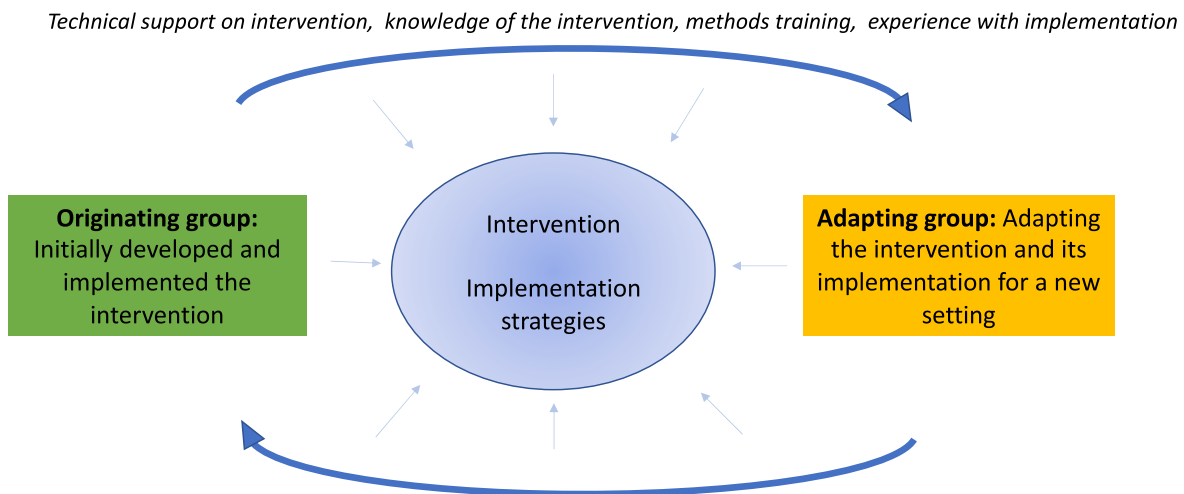 Technical support on intervention, knowledge of the intervention, methods training, experience with implementation
Originating group:
Initially developed and
implemented the
intervention
Intervention
Implementation
strategies
Adapting group: Adapting
the intervention and its
implementation for a new
setting